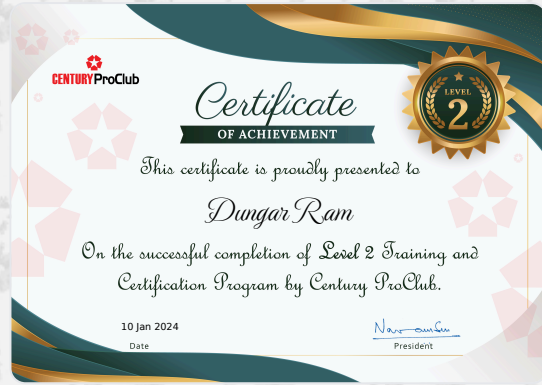 CENTURY ProClub
Certificate
OF ACHIEVEMENT
LEVEL
2
This certificate is proudly presented to
Dungar Ram
On the successful completion of Level 2 Training and
Certification Program by Century ProClub.
10 Jan 2024
Date
President